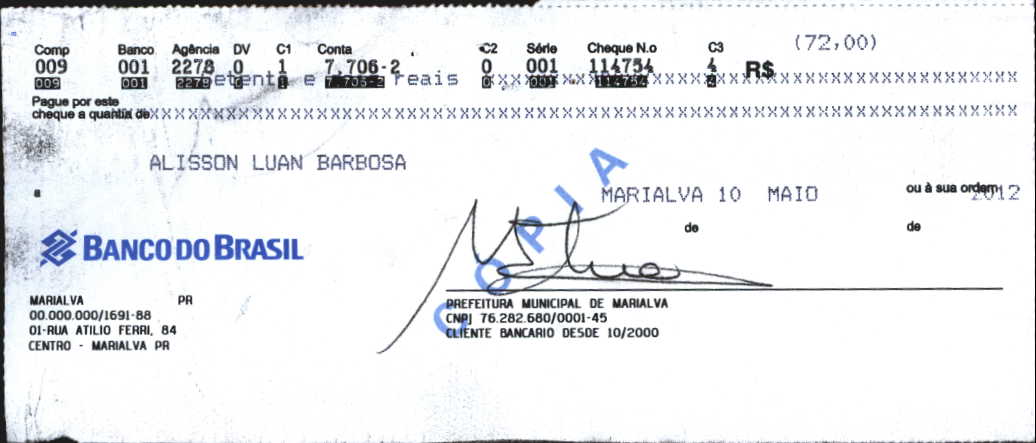 (72,00)
Comp Banco Agência DV C1 Conta C2 Série Cheque N.o C3
009 001 2278 0 1 7.706-2 0 001 114754 4 R$
009 001 2278 0 1 7.706-2 0 001 114754 4
etenta e reais xxxxxxxxxxxxxxxxxxxxxxxxxxxxxxxxxxxxxxx
Pague por este
cheque a quantia de XXXXXXXXXXXXXXXXXXXXXXXXXXXXXXXXXXXXXXXXXXXXXXXXXXXXXXXXXXXXXXX
ALISSON LUAN BARBOSA
a ou à sua ordem
MARIALVA 10 MAIO 2012
de de
COPIA
BANCO DO BRASIL
MARIALVA PR
00.000.000/1691-88
01-RUA ATILIO FERRI, 84
CENTRO - MARIALVA PR
PREFEITURA MUNICIPAL DE MARIALVA
CNPJ 76.282.680/0001-45
CLIENTE BANCARIO DESDE 10/2000